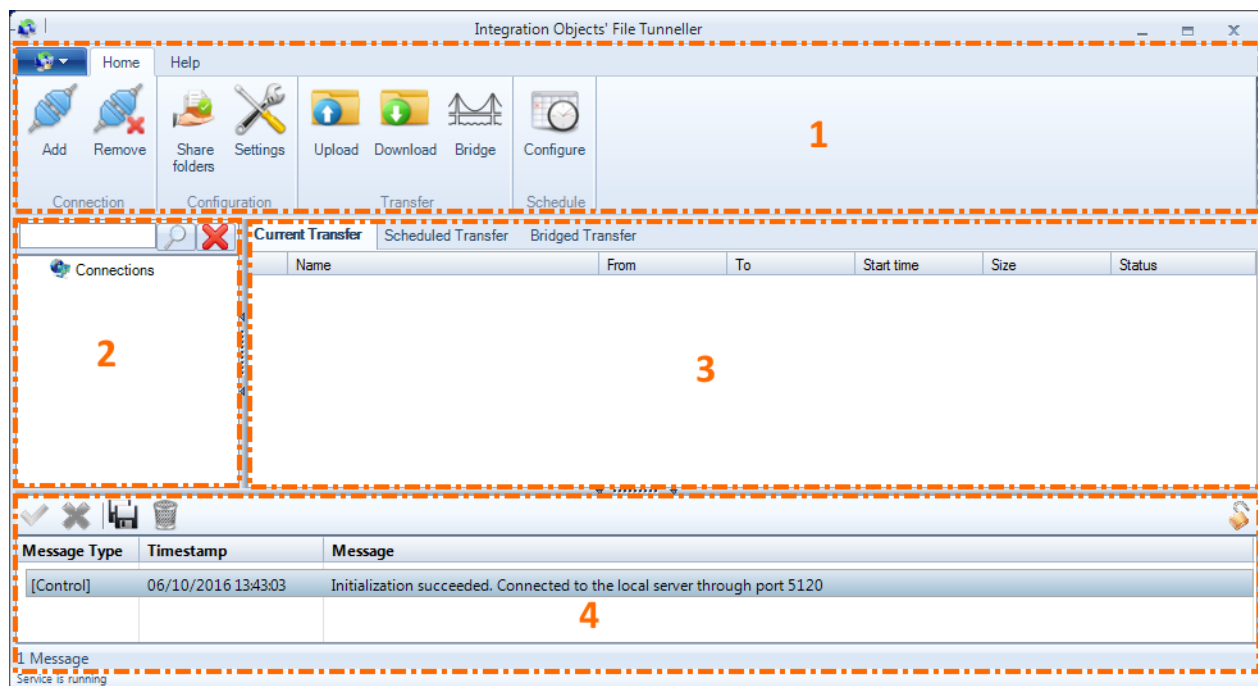 Integration Objects' File Tunneller
Home Help
Add Remove Share folders Settings Upload Download Bridge Configure
1
Connection Configuration Transfer Schedule
Current Transfer Scheduled Transfer Bridged Transfer
Connections
Name From To Start time Size Status
2
3
Message Type Timestamp Message
[Control] 06/10/2016 13:43:03 Initialization succeeded. Connected to the local server through port 5120
4
1 Message
Service is running